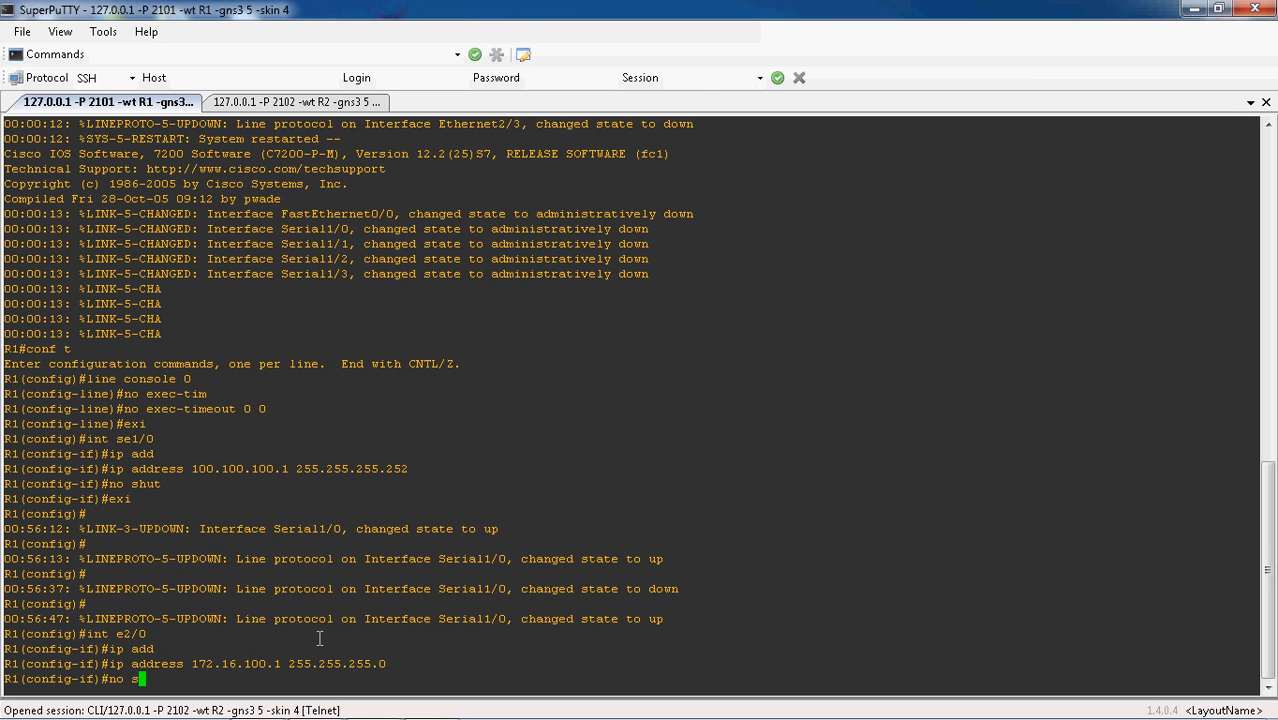 SuperPuTTY - 127.0.0.1 -P 2101 -wt R1 -gns3 5 -skin 4
File View Tools Help
Commands
Protocol SSH Host Login Password Session
127.0.0.1 -P 2101 -wt R1 -gns3... 127.0.0.1 -P 2102 -wt R2 -gns3 5 ...
00:00:12: %LINEPROTO-5-UPDOWN: Line protocol on Interface Ethernet2/3, changed state to down
00:00:12: %SYS-5-RESTART: System restarted --
Cisco IOS Software, 7200 Software (C7200-P-M), Version 12.2(25)S7, RELEASE SOFTWARE (fc1)
Technical Support: http://www.cisco.com/techsupport
Copyright (c) 1986-2005 by Cisco Systems, Inc.
Compiled Fri 28-Oct-05 09:12 by pwade
00:00:13: %LINK-5-CHANGED: Interface FastEthernet0/0, changed state to administratively down
00:00:13: %LINK-5-CHANGED: Interface Serial1/0, changed state to administratively down
00:00:13: %LINK-5-CHANGED: Interface Serial1/1, changed state to administratively down
00:00:13: %LINK-5-CHANGED: Interface Serial1/2, changed state to administratively down
00:00:13: %LINK-5-CHANGED: Interface Serial1/3, changed state to administratively down
00:00:13: %LINK-5-CHA
00:00:13: %LINK-5-CHA
00:00:13: %LINK-5-CHA
00:00:13: %LINK-5-CHA
R1#conf t
Enter configuration commands, one per line.  End with CNTL/Z.
R1(config)#line console 0
R1(config-line)#no exec-tim
R1(config-line)#no exec-timeout 0 0
R1(config-line)#exi
R1(config)#int se1/0
R1(config-if)#ip add
R1(config-if)#ip address 100.100.100.1 255.255.255.252
R1(config-if)#no shut
R1(config-if)#exi
R1(config)#
00:56:12: %LINK-3-UPDOWN: Interface Serial1/0, changed state to up
R1(config)#
00:56:13: %LINEPROTO-5-UPDOWN: Line protocol on Interface Serial1/0, changed state to up
R1(config)#
00:56:37: %LINEPROTO-5-UPDOWN: Line protocol on Interface Serial1/0, changed state to down
R1(config)#
00:56:47: %LINEPROTO-5-UPDOWN: Line protocol on Interface Serial1/0, changed state to up
R1(config)#int e2/0
R1(config-if)#ip add
R1(config-if)#ip address 172.16.100.1 255.255.255.0
R1(config-if)#no s
Opened session: CLI/127.0.0.1 -P 2102 -wt R2 -gns3 5 -skin 4 [Telnet] 1.4.0.4 <LayoutName>